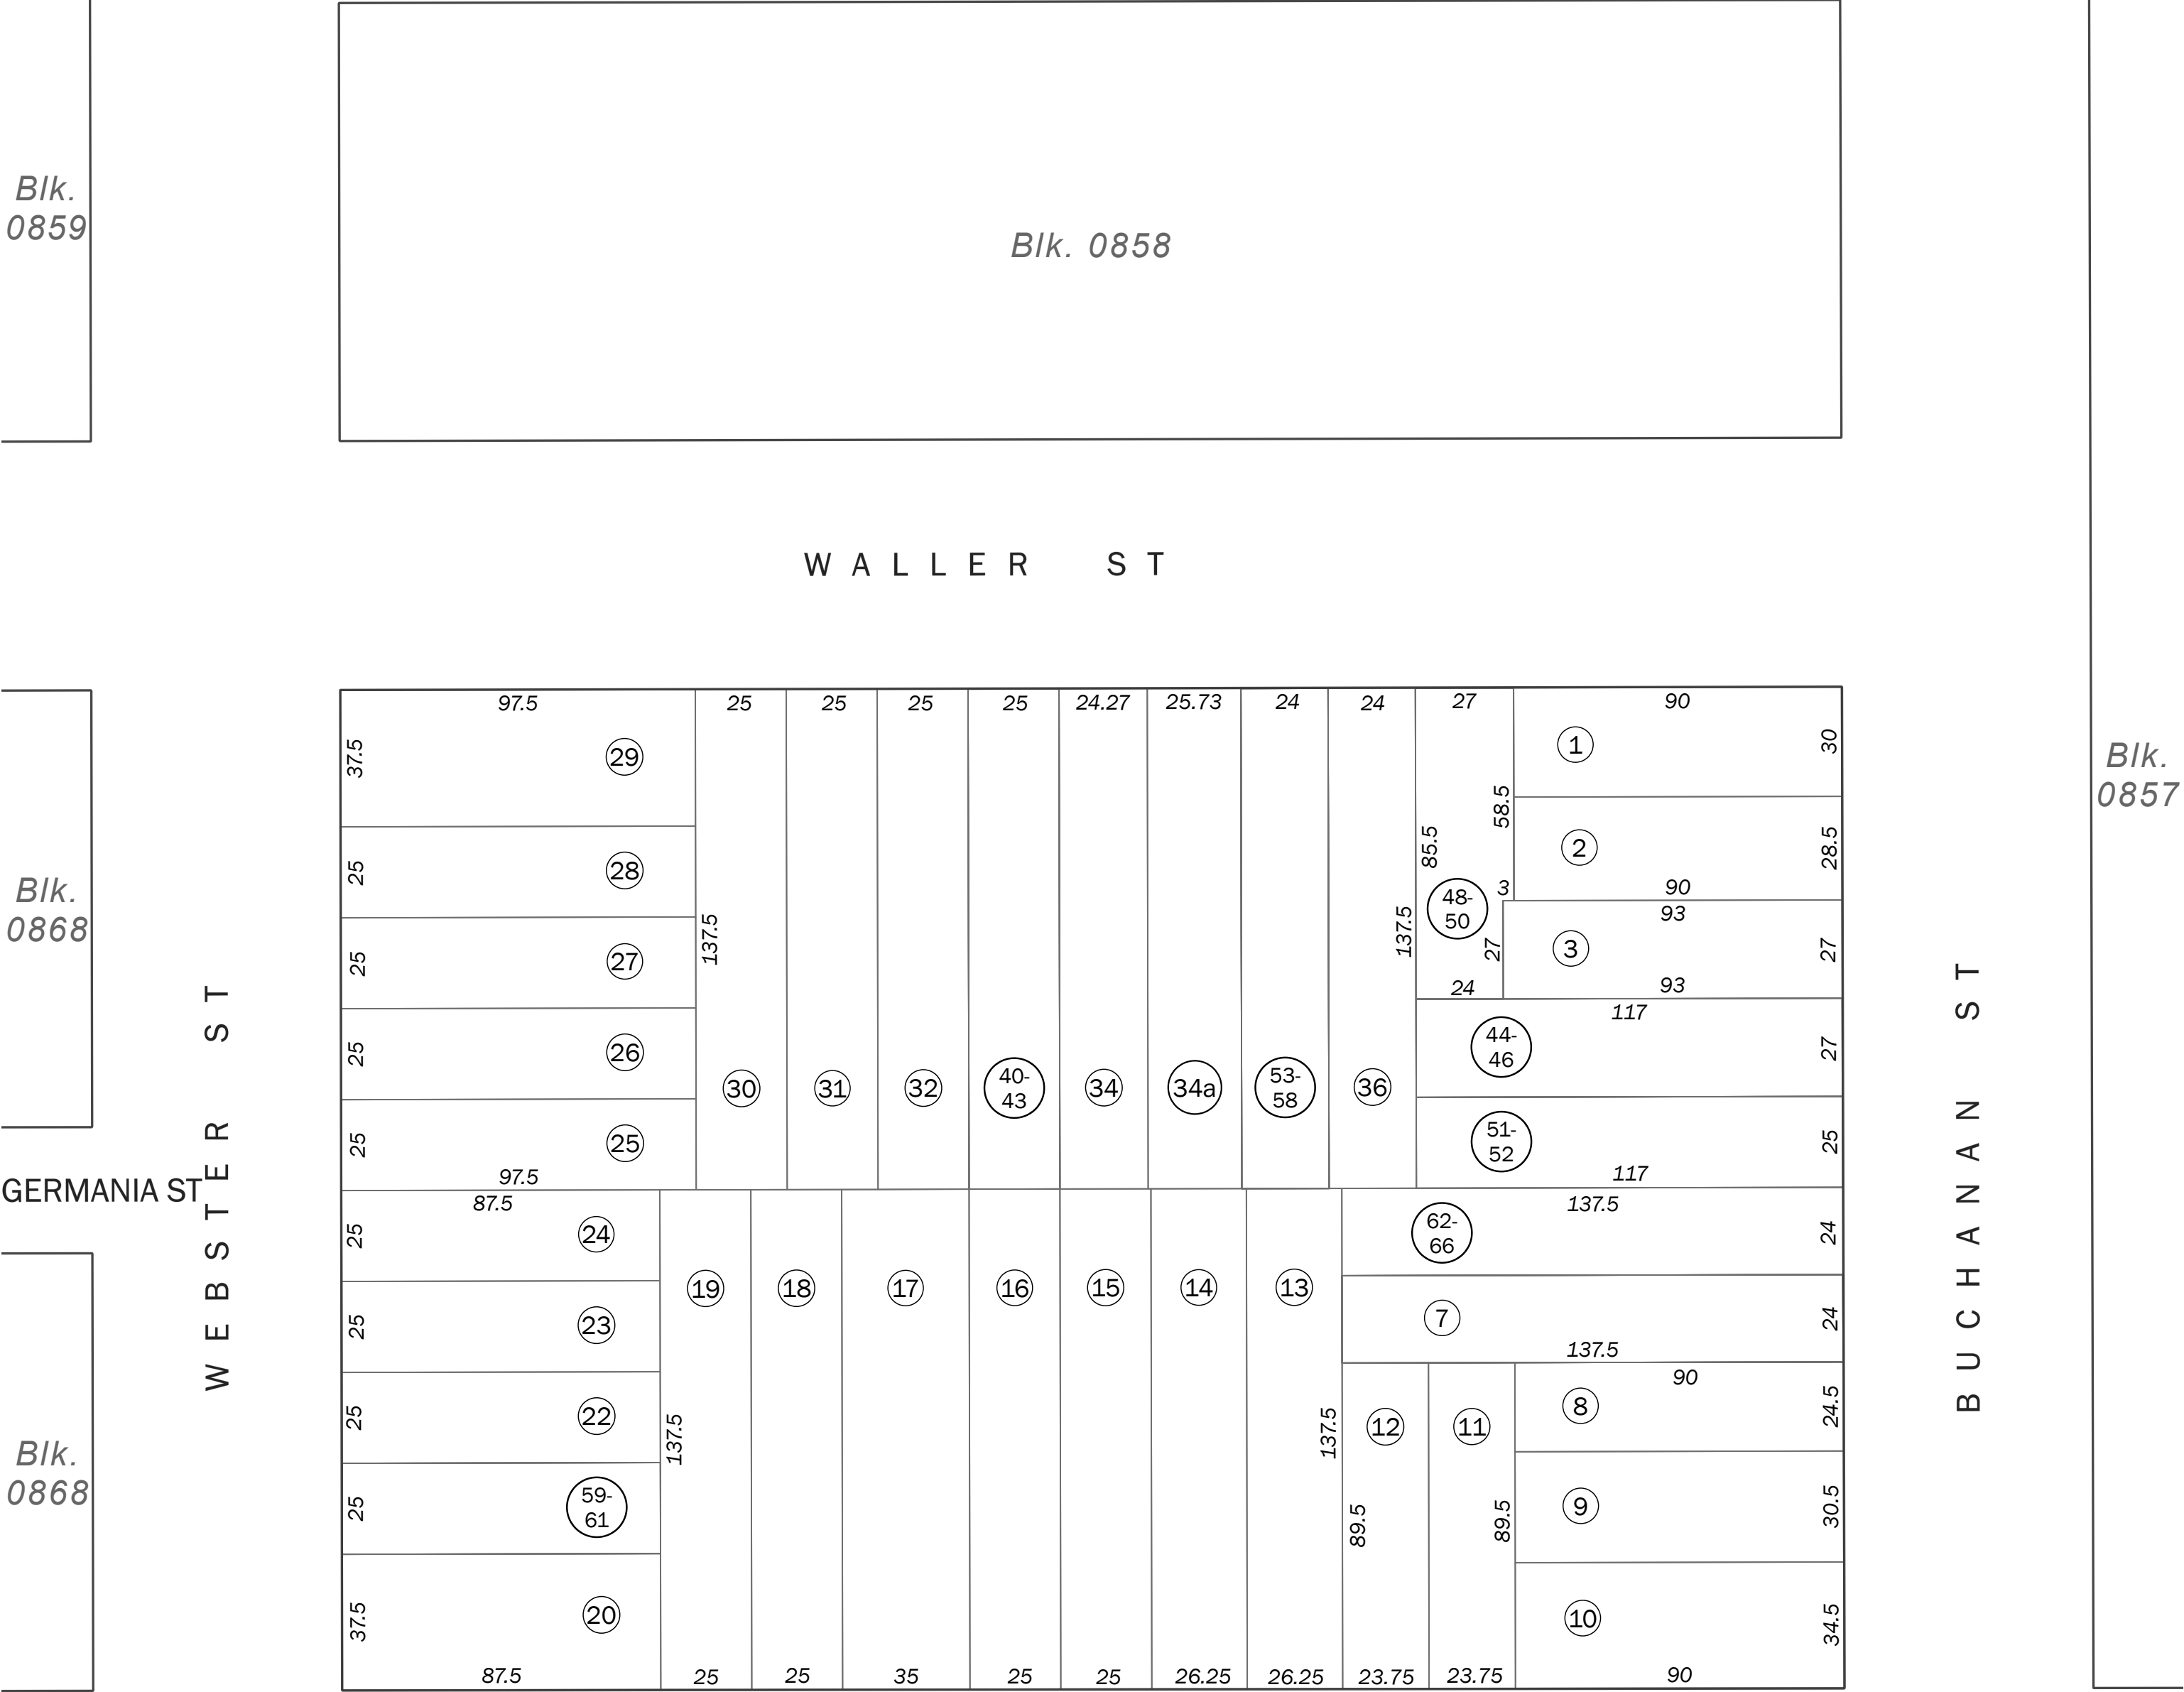 Blk.
0859
Blk. 0858
WALLER ST
Blk.
0857
Blk.
0868
GERMANIA ST
Blk.
0868
WEBSTER ST
BUCHANAN ST
97.5 25 25 25 25 24.27 25.73 24 24 27 90
37.5 29 1 30
58.5
85.5
25 28 2 28.5
3 90
48-
50
93
137.5 137.5
25 27 27 3 27
24 93
117
25 26 44-
46 27
30 31 32 40-
43 34 34a 53-
58 36
25 25 51-
52 25
97.5 117
87.5 137.5
25 24 62-
66 24
19 18 17 16 15 14 13
25 23 7 24
137.5
90
25 22 8 24.5
137.5 137.5 12 11
25 59-
61 89.5 89.5 9 30.5
37.5 20 10 34.5
87.5 25 25 35 25 25 26.25 26.25 23.75 23.75 90